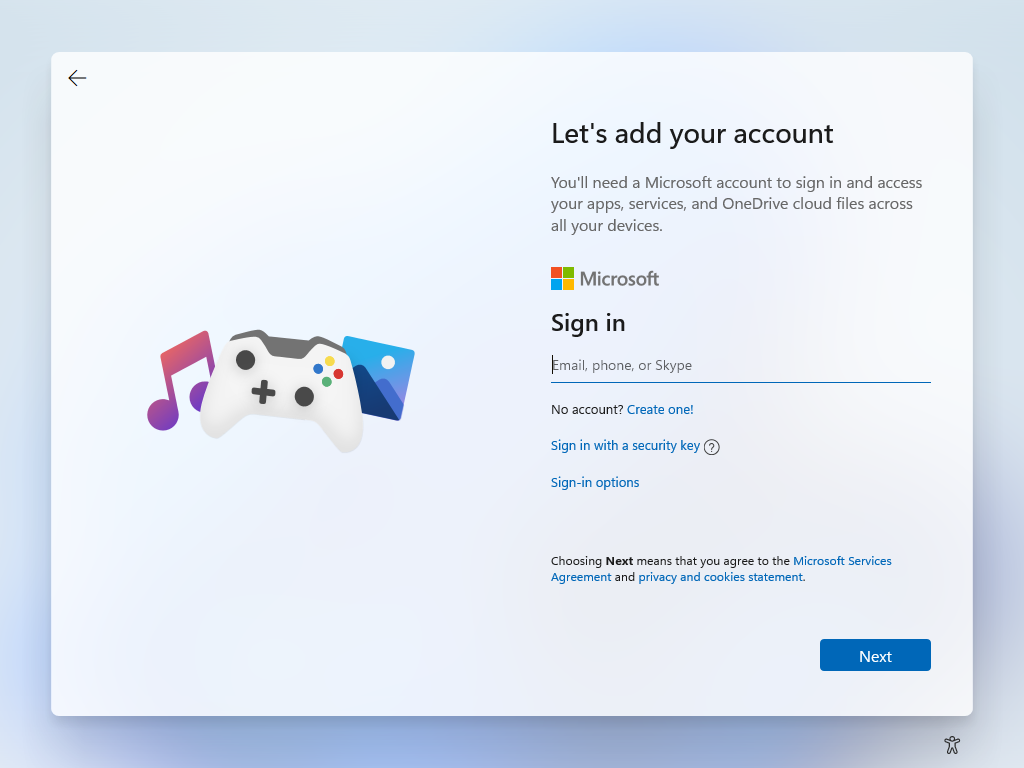 Let's add your account
You'll need a Microsoft account to sign in and access
your apps, services, and OneDrive cloud files across
all your devices.
Microsoft
Sign in
Email, phone, or Skype
No account? Create one!
Sign in with a security key ?
Sign-in options
Choosing Next means that you agree to the Microsoft Services
Agreement and privacy and cookies statement.
Next